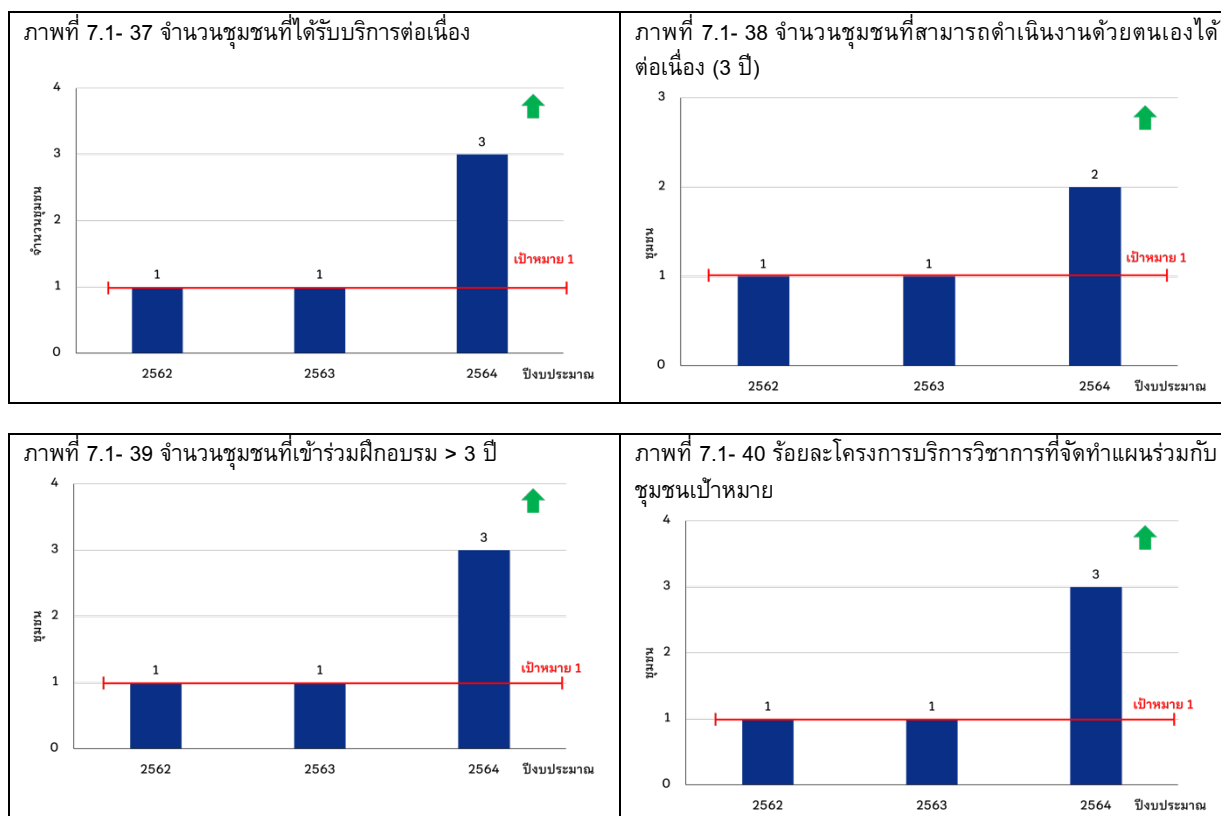 ภาพที่ 7.1- 37 จำนวนชุมชนที่ได้รับบริการต่อเนื่อง
4
3
2
1
0
จำนวนชุมชน
1
1
3
เป้าหมาย 1
2562
2563
2564
ปีงบประมาณ
ภาพที่ 7.1- 38 จำนวนชุมชนที่สามารถดำเนินงานด้วยตนเองได้
ต่อเนื่อง (3 ปี)
3
2
1
0
ชุมชน
1
1
2
เป้าหมาย 1
2562
2563
2564
ปีงบประมาณ
ภาพที่ 7.1- 39 จำนวนชุมชนที่เข้าร่วมฝึกอบรม > 3 ปี
4
3
2
1
0
ชุมชน
1
1
3
เป้าหมาย 1
2562
2563
2564
ปีงบประมาณ
ภาพที่ 7.1- 40 ร้อยละโครงการบริการวิชาการที่จัดทำแผนร่วมกับ
ชุมชนเป้าหมาย
4
3
2
1
0
ชุมชน
1
1
3
เป้าหมาย 1
2562
2563
2564
ปีงบประมาณ